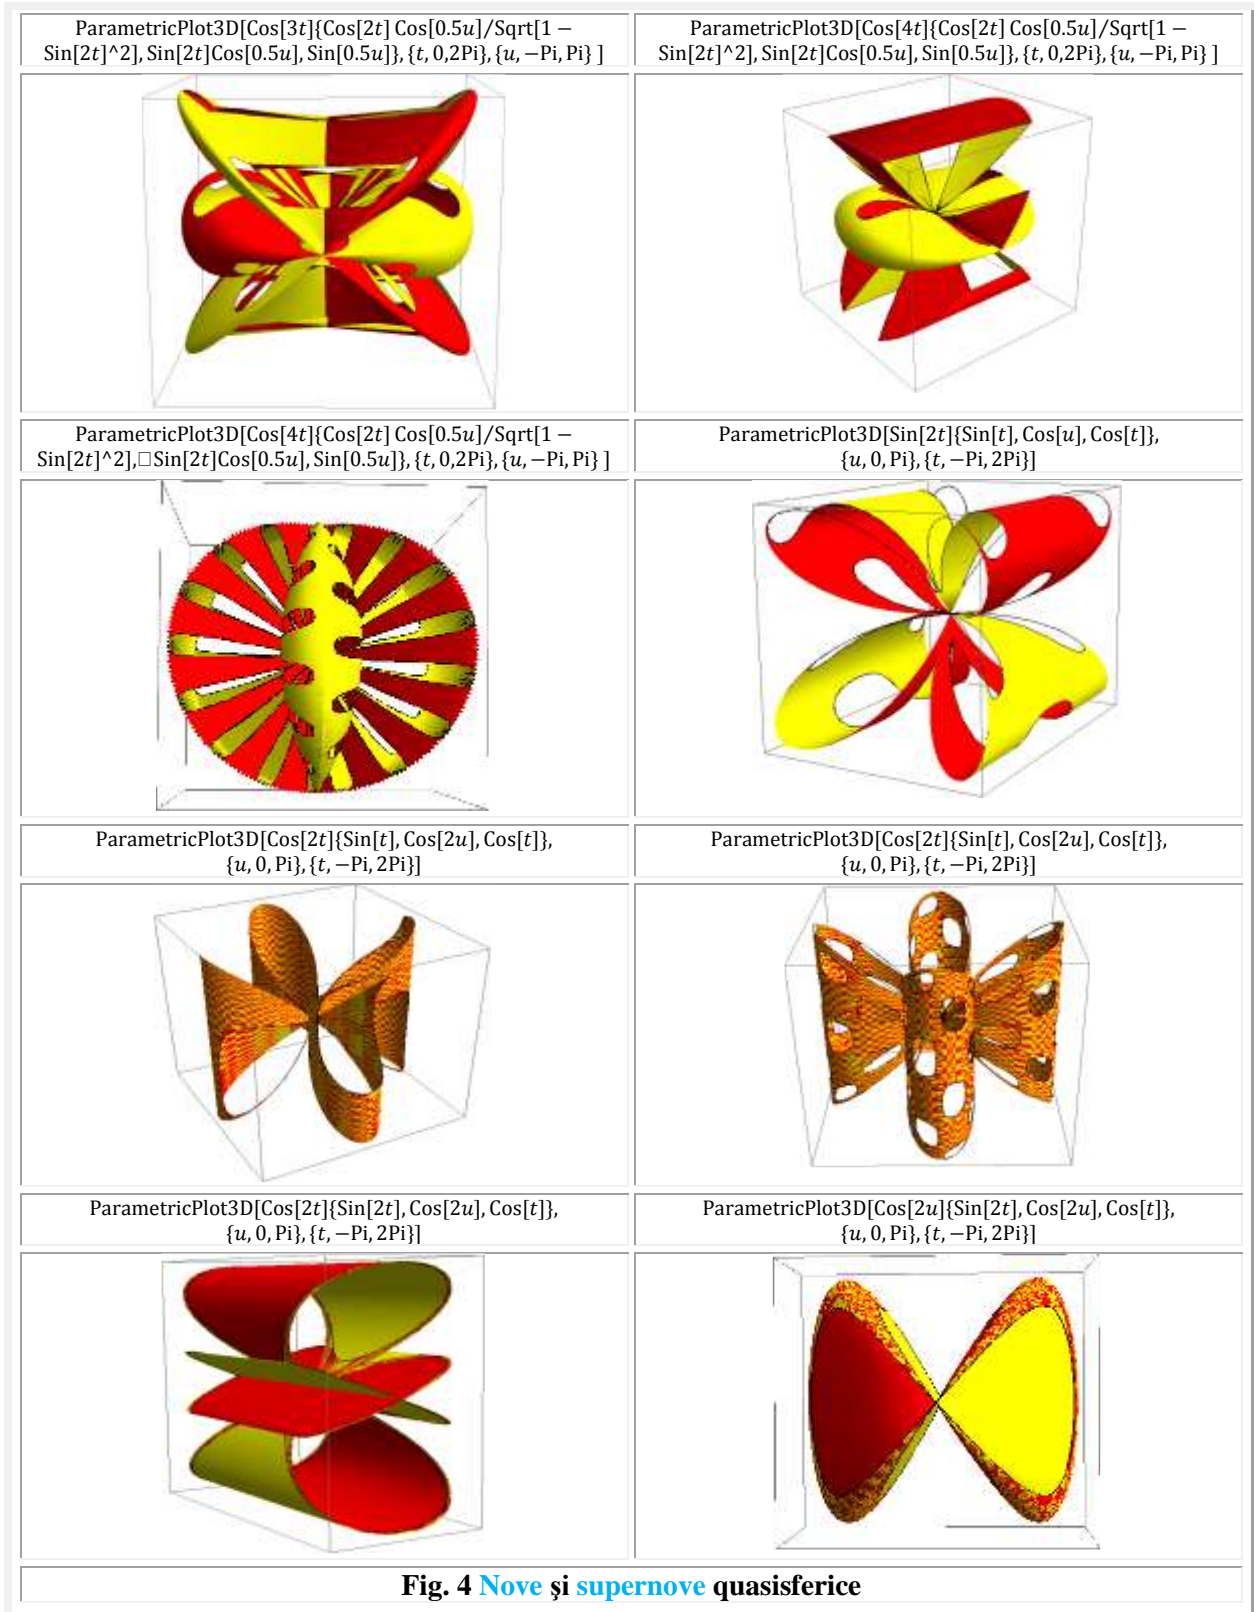 ParametricPlot3D[Cos[3t]{Cos[2t] Cos[0.5u]/Sqrt[1 −
Sin[2t]^2], Sin[2t]Cos[0.5u], Sin[0.5u]}, {t, 0,2Pi}, {u, −Pi, Pi} ]
ParametricPlot3D[Cos[4t]{Cos[2t] Cos[0.5u]/Sqrt[1 −
Sin[2t]^2], Sin[2t]Cos[0.5u], Sin[0.5u]}, {t, 0,2Pi}, {u, −Pi, Pi} ]
ParametricPlot3D[Cos[4t]{Cos[2t] Cos[0.5u]/Sqrt[1 −
Sin[2t]^2],□Sin[2t]Cos[0.5u], Sin[0.5u]}, {t, 0,2Pi}, {u, −Pi, Pi} ]
ParametricPlot3D[Sin[2t]{Sin[t], Cos[u], Cos[t]},
{u, 0, Pi}, {t, −Pi, 2Pi}]
ParametricPlot3D[Cos[2t]{Sin[t], Cos[2u], Cos[t]},
{u, 0, Pi}, {t, −Pi, 2Pi}]
ParametricPlot3D[Cos[2t]{Sin[t], Cos[2u], Cos[t]},
{u, 0, Pi}, {t, −Pi, 2Pi}]
ParametricPlot3D[Cos[2t]{Sin[2t], Cos[2u], Cos[t]},
{u, 0, Pi}, {t, −Pi, 2Pi}]
ParametricPlot3D[Cos[2u]{Sin[2t], Cos[2u], Cos[t]},
{u, 0, Pi}, {t, −Pi, 2Pi}]
Fig. 4 Nove şi supernove quasisferice